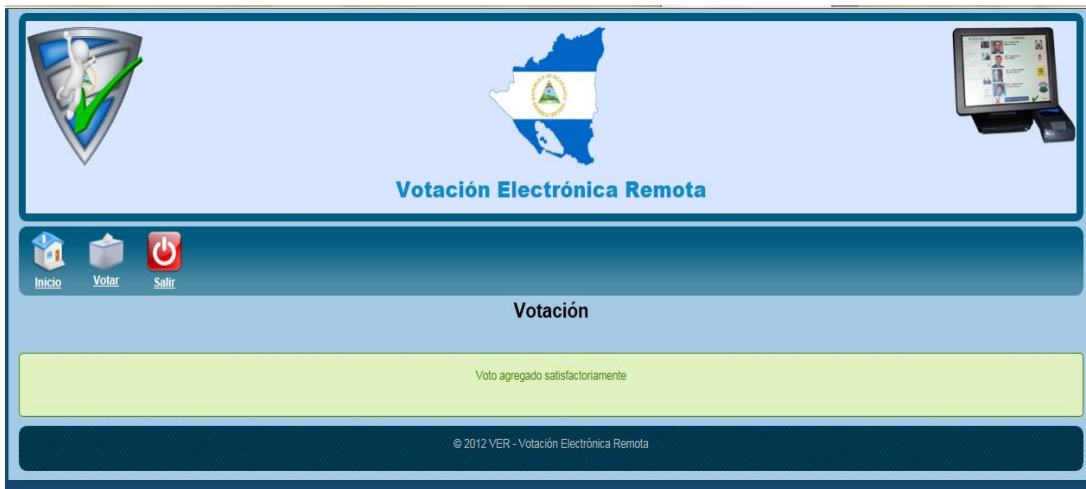 Votación Electrónica Remota
Inicio
Votar
Salir
Votación
Voto agregado satisfactoriamente
© 2012 VER - Votación Electrónica Remota